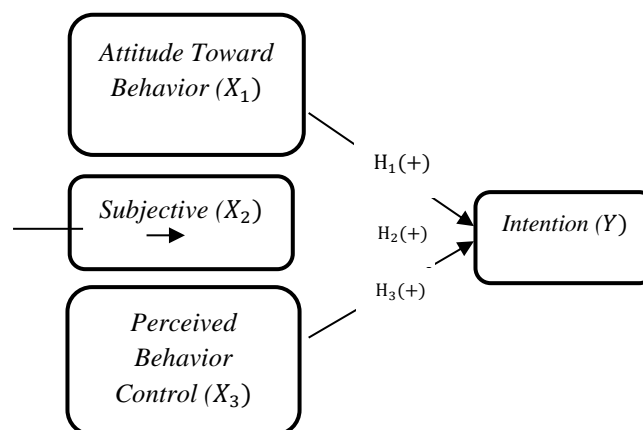 Attitude Toward
Behavior (X₁)
H₁(+)
Subjective (X₂)
H₂(+)
Intention (Y)
H₃(+)
Perceived
Behavior
Control (X₃)